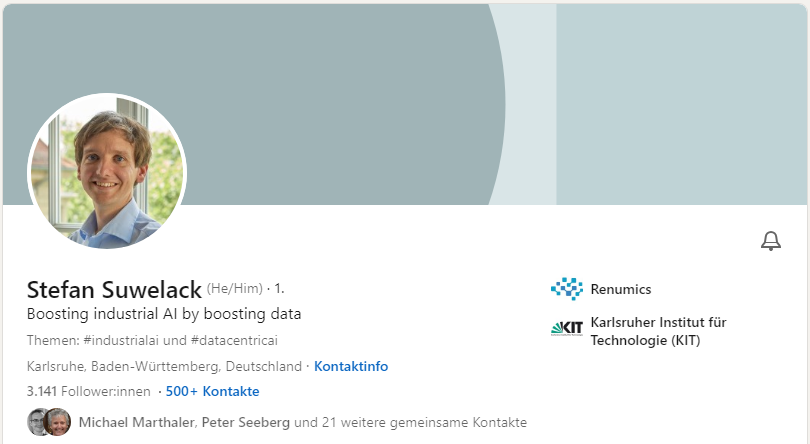 Stefan Suwelack (He/Him) · 1.
Boosting industrial AI by boosting data
Themen: #industrialai und #datacentricai
Karlsruhe, Baden-Württemberg, Deutschland · Kontaktinfo
3.141 Follower:innen · 500+ Kontakte
Michael Marthaler, Peter Seeberg und 21 weitere gemeinsame Kontakte
Renumics
KIT
Karlsruher Institut für
Technologie (KIT)